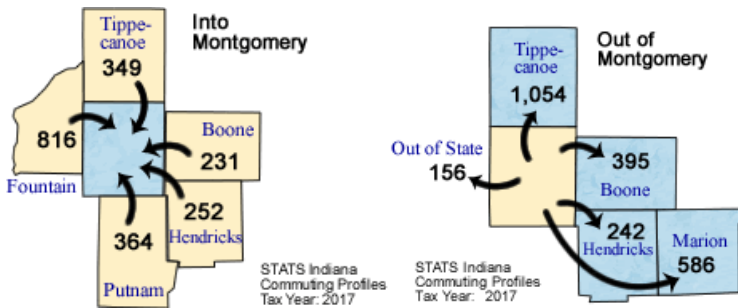 Into
Montgomery
Tippe-
canoe
349
816
Fountain
Boone
231
252
Hendricks
364
Putnam
STATS Indiana
Commuting Profiles
Tax Year: 2017
Out of
Montgomery
Tippe-
canoe
1,054
Out of State
156
395
Boone
242
Hendricks
Marion
586
STATS Indiana
Commuting Profiles
Tax Year: 2017